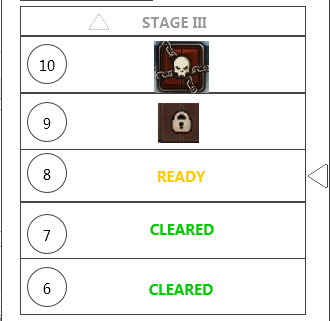 STAGE III
10
9
8 READY
7 CLEARED
6 CLEARED